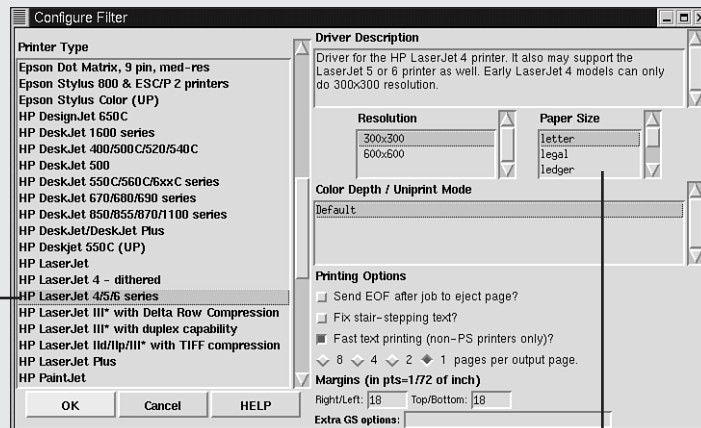 Configure Filter
Printer Type
Epson Dot Matrix, 9 pin, med-res
Epson Stylus 800 & ESC/P 2 printers
Epson Stylus Color (UP)
HP DesignJet 650C
HP DeskJet 1600 series
HP DeskJet 400/500C/520/540C
HP DeskJet 500
HP DeskJet 550C/560C/6xxC series
HP DeskJet 670/680/690 series
HP DeskJet 850/855/870/1100 series
HP DeskJet/DeskJet Plus
HP Deskjet 550C (UP)
HP LaserJet
HP LaserJet 4 - dithered
HP LaserJet 4/5/6 series
HP LaserJet III* with Delta Row Compression
HP LaserJet III* with duplex capability
HP LaserJet IId/IIp/III* with TIFF compression
HP LaserJet Plus
HP PaintJet
OK Cancel HELP
Driver Description
Driver for the HP LaserJet 4 printer. It also may support the
LaserJet 5 or 6 printer as well. Early LaserJet 4 models can only
do 300x300 resolution.
Resolution
300x300
600x600
Paper Size
letter
legal
ledger
Color Depth / Uniprint Mode
Default
Printing Options
Send EOF after job to eject page?
Fix stair-stepping text?
Fast text printing (non-PS printers only)?
8 4 2 1 pages per output page.
Margins (in pts=1/72 of inch)
Right/Left: 18 Top/Bottom: 18
Extra GS options: